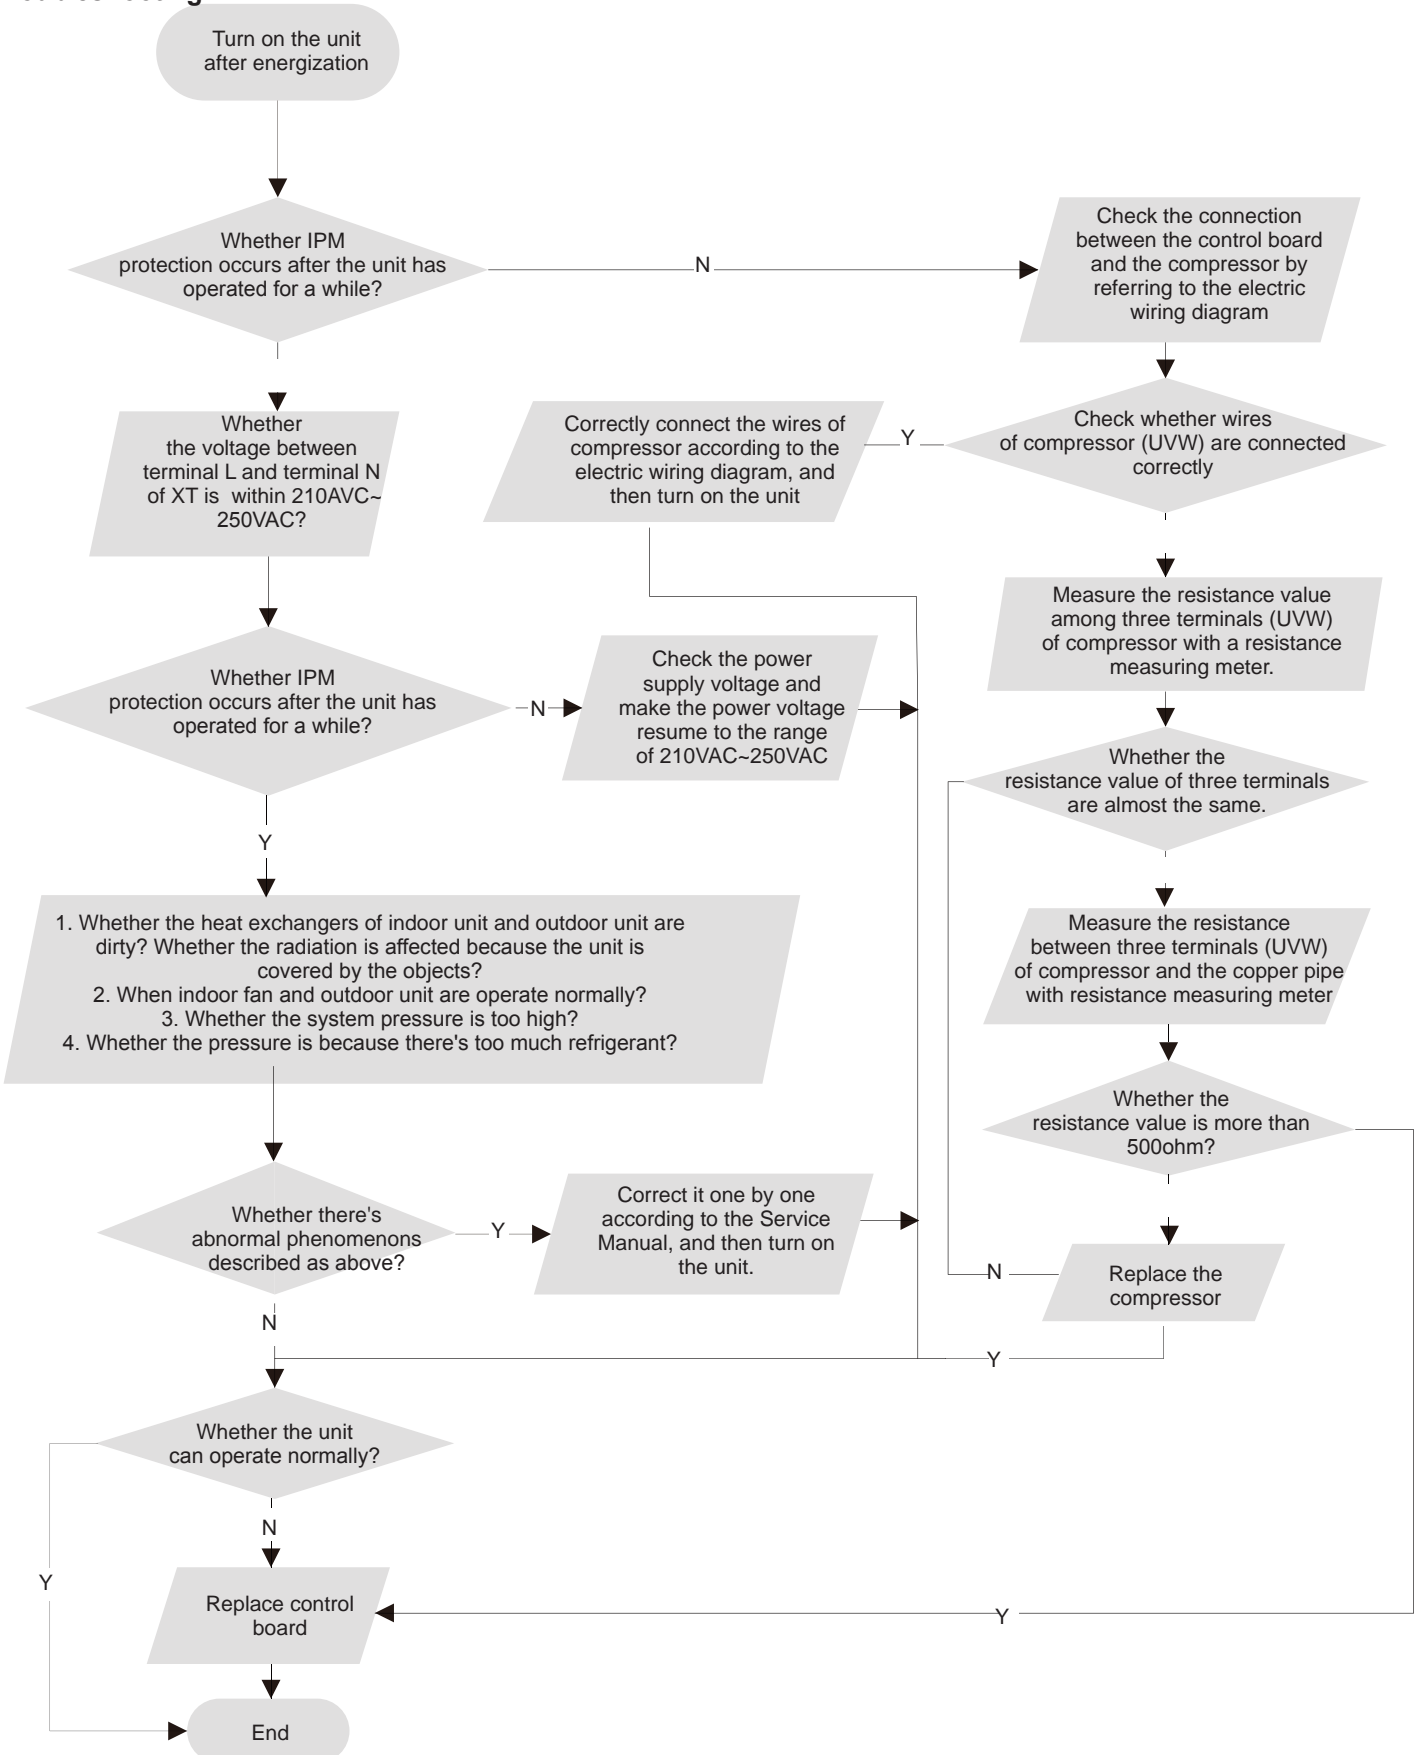 Turn on the unit
after energization
Whether IPM
protection occurs after the unit has
operated for a while?
N
Check the connection
between the control board
and the compressor by
referring to the electric
wiring diagram
Whether
the voltage between
terminal L and terminal N
of XT is within 210AVC~
250VAC?
Correctly connect the wires of
compressor according to the
electric wiring diagram, and
then turn on the unit
Y
Check whether wires
of compressor (UVW) are connected
correctly
Measure the resistance value
among three terminals (UVW)
of compressor with a resistance
measuring meter.
Whether IPM
protection occurs after the unit has
operated for a while?
N
Check the power
supply voltage and
make the power voltage
resume to the range
of 210VAC~250VAC
Whether the
resistance value of three terminals
are almost the same.
Y
1. Whether the heat exchangers of indoor unit and outdoor unit are
dirty? Whether the radiation is affected because the unit is
covered by the objects?
2. When indoor fan and outdoor unit are operate normally?
3. Whether the system pressure is too high?
4. Whether the pressure is because there's too much refrigerant?
Measure the resistance
between three terminals (UVW)
of compressor and the copper pipe
with resistance measuring meter
Whether the
resistance value is more than
500ohm?
Whether there's
abnormal phenomenons
described as above?
Y
Correct it one by one
according to the Service
Manual, and then turn on
the unit.
N
Replace the
compressor
N
Y
Whether the unit
can operate normally?
N
Y
Replace control
board
Y
End